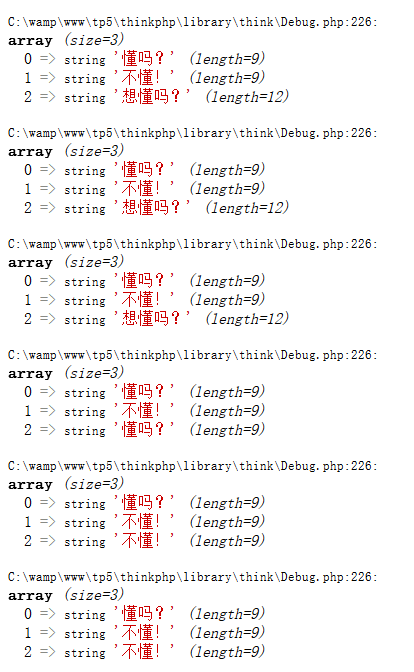 C:\wamp\www\tp5\thinkphp\library\think\Debug.php:226:
array (size=3)
0 => string '懂吗？' (length=9)
1 => string '不懂！' (length=9)
2 => string '想懂吗？' (length=12)
C:\wamp\www\tp5\thinkphp\library\think\Debug.php:226:
array (size=3)
0 => string '懂吗？' (length=9)
1 => string '不懂！' (length=9)
2 => string '想懂吗？' (length=12)
C:\wamp\www\tp5\thinkphp\library\think\Debug.php:226:
array (size=3)
0 => string '懂吗？' (length=9)
1 => string '不懂！' (length=9)
2 => string '想懂吗？' (length=12)
C:\wamp\www\tp5\thinkphp\library\think\Debug.php:226:
array (size=3)
0 => string '懂吗？' (length=9)
1 => string '不懂！' (length=9)
2 => string '懂吗？' (length=9)
C:\wamp\www\tp5\thinkphp\library\think\Debug.php:226:
array (size=3)
0 => string '懂吗？' (length=9)
1 => string '不懂！' (length=9)
2 => string '不懂！' (length=9)
C:\wamp\www\tp5\thinkphp\library\think\Debug.php:226:
array (size=3)
0 => string '懂吗？' (length=9)
1 => string '不懂！' (length=9)
2 => string '不懂！' (length=9)